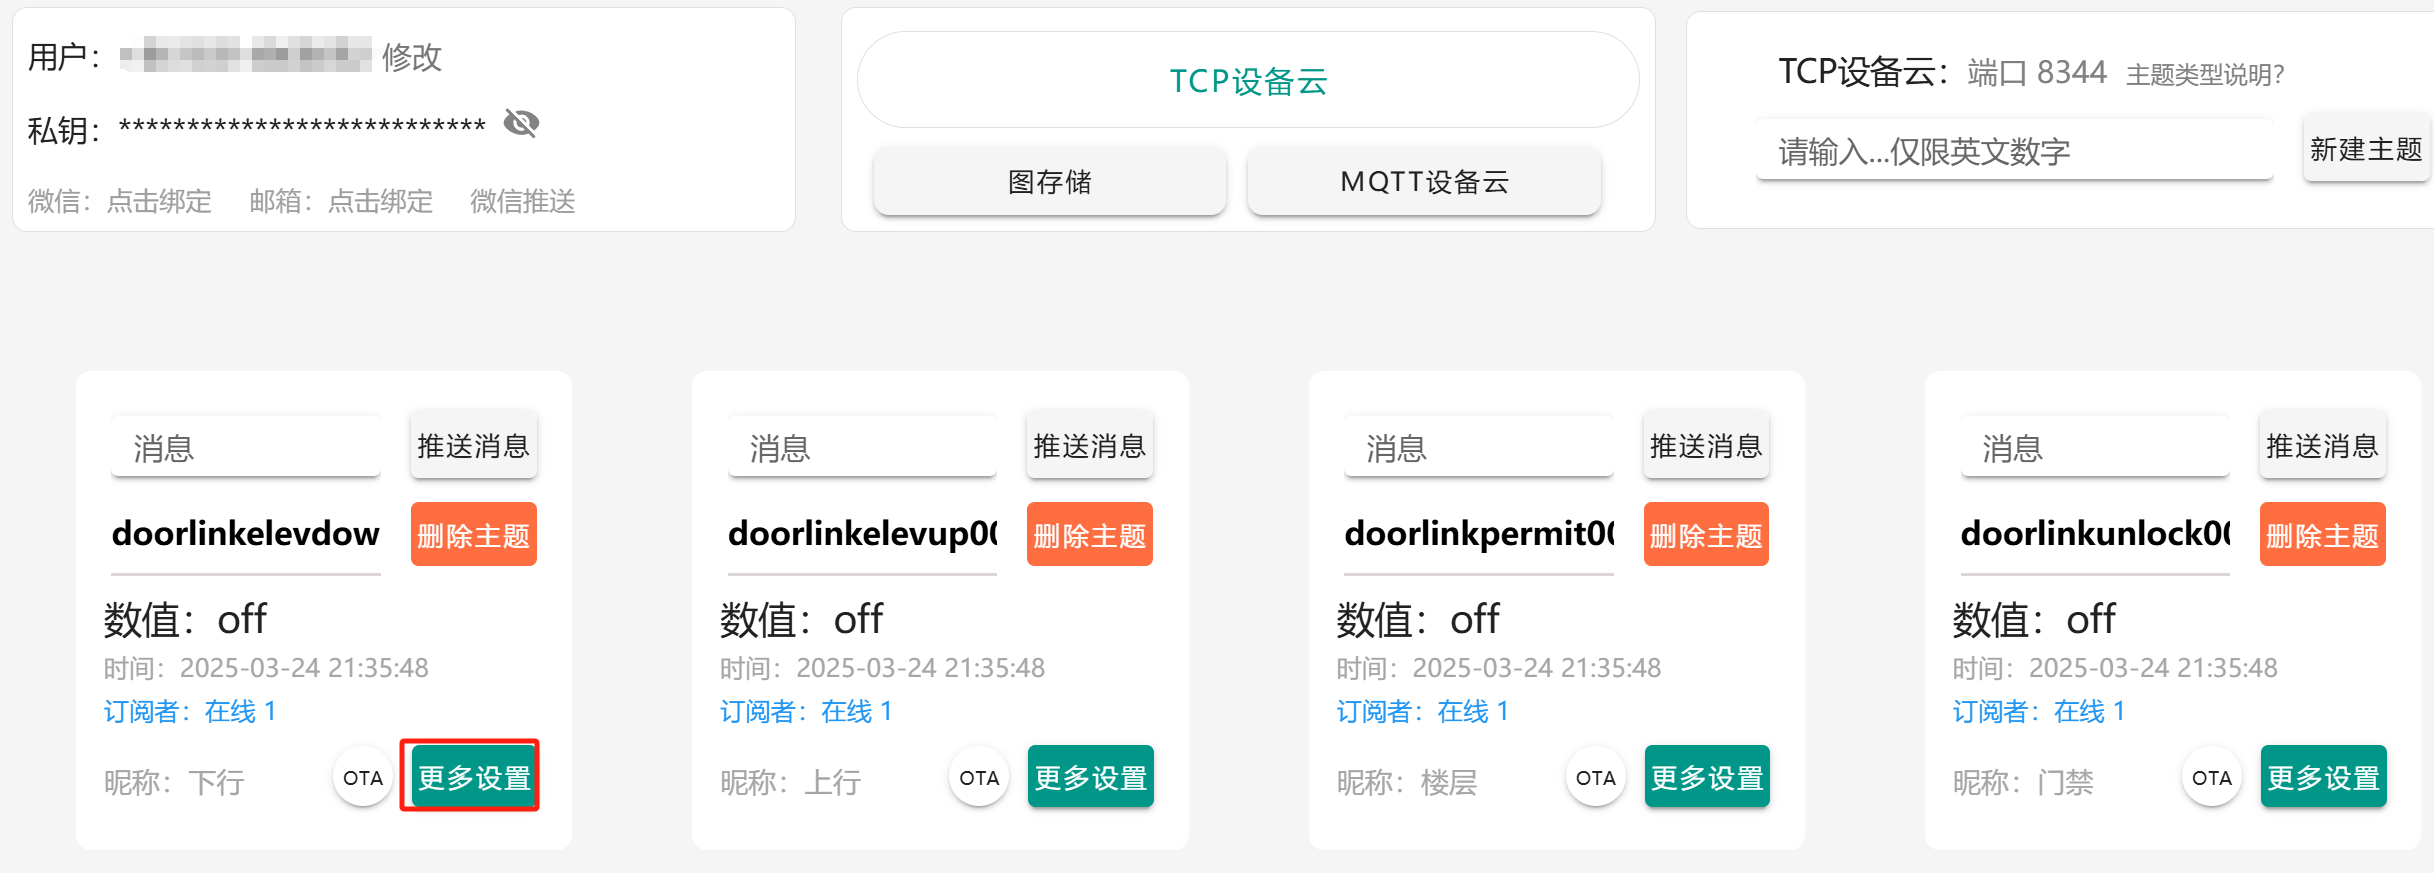 用户： 修改
私钥：***************************
微信：点击绑定 邮箱：点击绑定 微信推送
TCP设备云
图存储 MQTT设备云
TCP设备云：端口 8344 主题类型说明?
请输入...仅限英文数字 新建主题
消息 推送消息
doorlinkelevdow 删除主题
数值：off
时间：2025-03-24 21:35:48
订阅者：在线 1
昵称：下行 OTA 更多设置
消息 推送消息
doorlinkelevup00 删除主题
数值：off
时间：2025-03-24 21:35:48
订阅者：在线 1
昵称：上行 OTA 更多设置
消息 推送消息
doorlinkpermit00 删除主题
数值：off
时间：2025-03-24 21:35:48
订阅者：在线 1
昵称：楼层 OTA 更多设置
消息 推送消息
doorlinkunlock00 删除主题
数值：off
时间：2025-03-24 21:35:48
订阅者：在线 1
昵称：门禁 OTA 更多设置